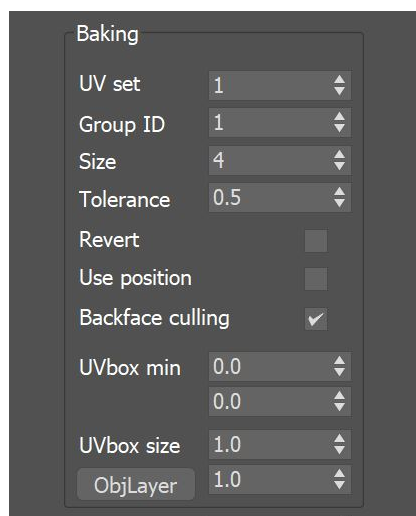 Baking
UV set 1
Group ID 1
Size 4
Tolerance 0.5
Revert
Use position
Backface culling
UVbox min 0.0
0.0
UVbox size 1.0
ObjLayer 1.0